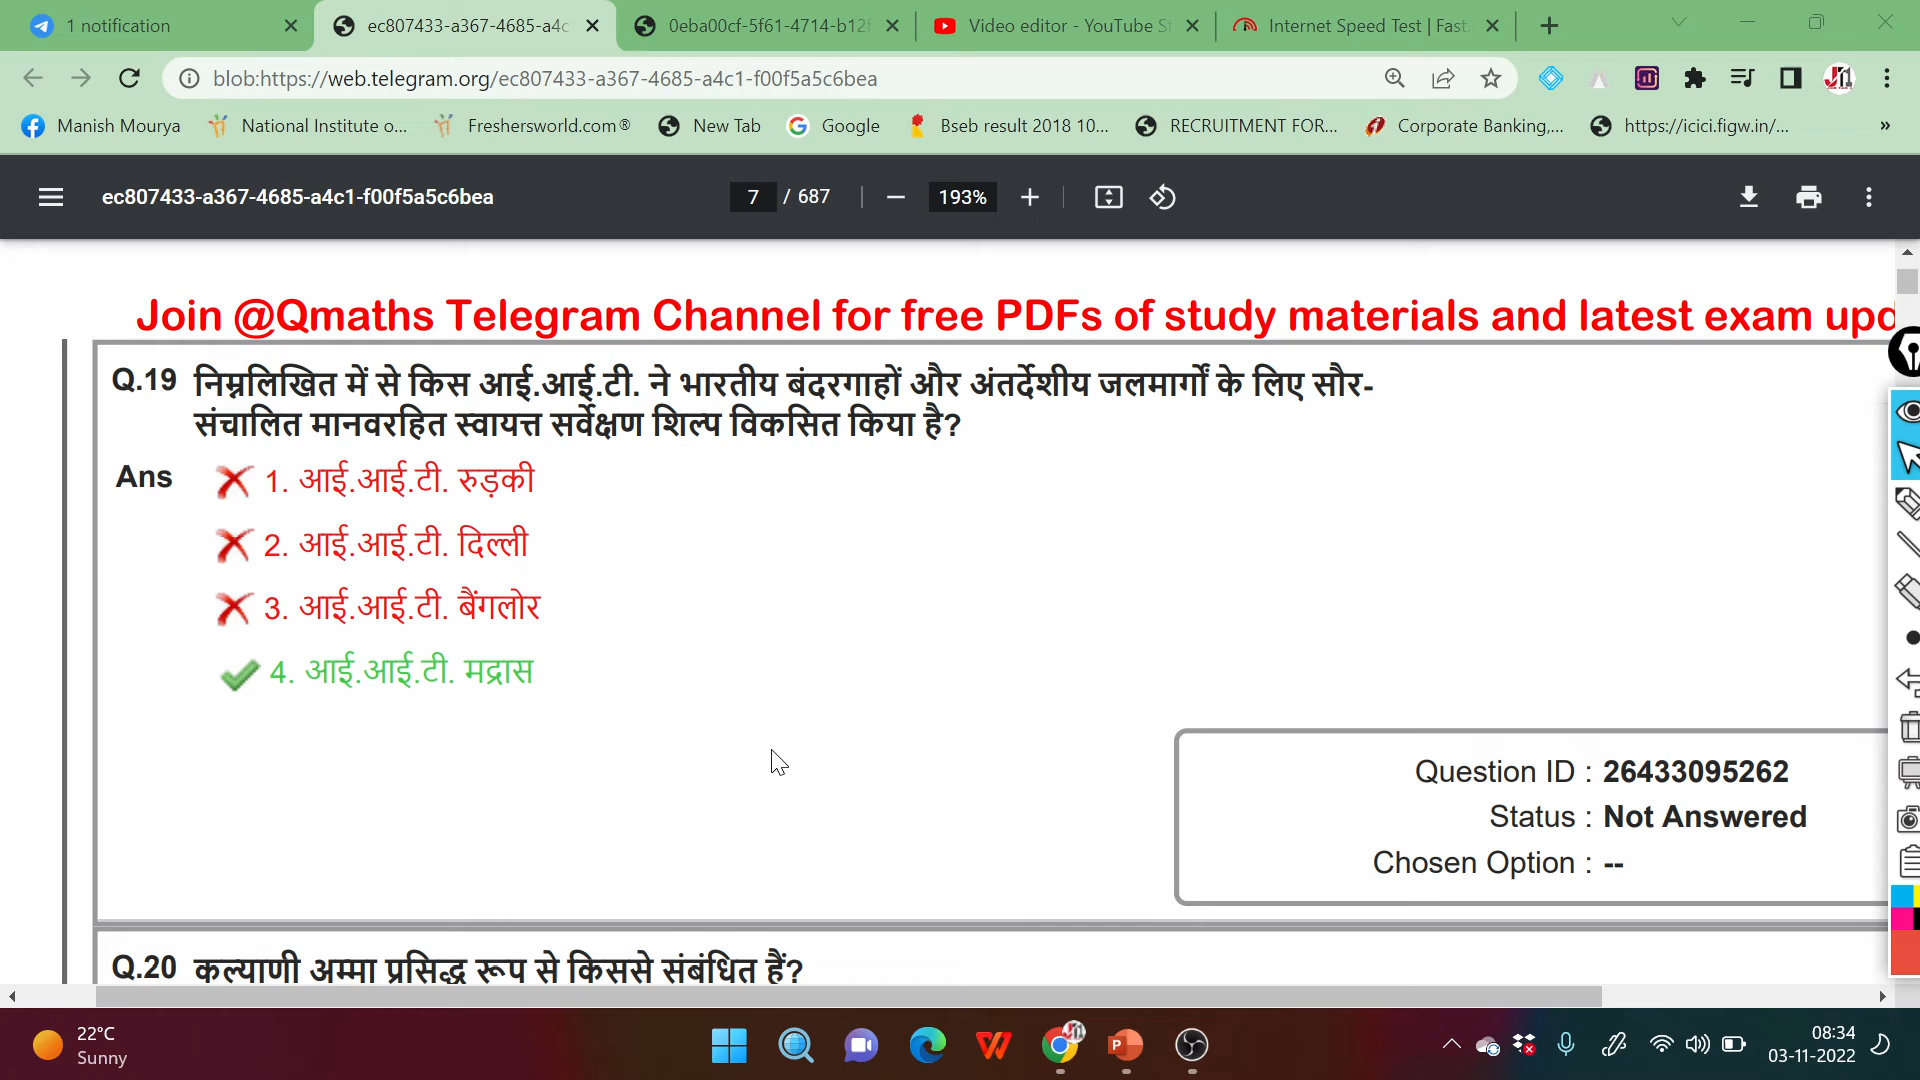 1 notification
ec807433-a367-4685-a4c
0eba00cf-5f61-4714-b12f
Video editor - YouTube St
Internet Speed Test | Fast.
blob:https://web.telegram.org/ec807433-a367-4685-a4c1-f00f5a5c6bea
Manish Mourya
National Institute o...
Freshersworld.com®
New Tab
Google
Bseb result 2018 10...
RECRUITMENT FOR...
Corporate Banking,...
https://icici.figw.in/...
»
ec807433-a367-4685-a4c1-f00f5a5c6bea
7 / 687
193%
Join @Qmaths Telegram Channel for free PDFs of study materials and latest exam upd
Q.19 निम्नलिखित में से किस आई.आई.टी. ने भारतीय बंदरगाहों और अंतर्देशीय जलमार्गों के लिए सौर-
संचालित मानवरहित स्वायत्त सर्वेक्षण शिल्प विकसित किया है?
Ans
1. आई.आई.टी. रुड़की
2. आई.आई.टी. दिल्ली
3. आई.आई.टी. बैंगलोर
4. आई.आई.टी. मद्रास
Question ID : 26433095262
Status : Not Answered
Chosen Option : --
Q.20 कल्याणी अम्मा प्रसिद्ध रूप से किससे संबंधित हैं?
22°C
Sunny
08:34
03-11-2022